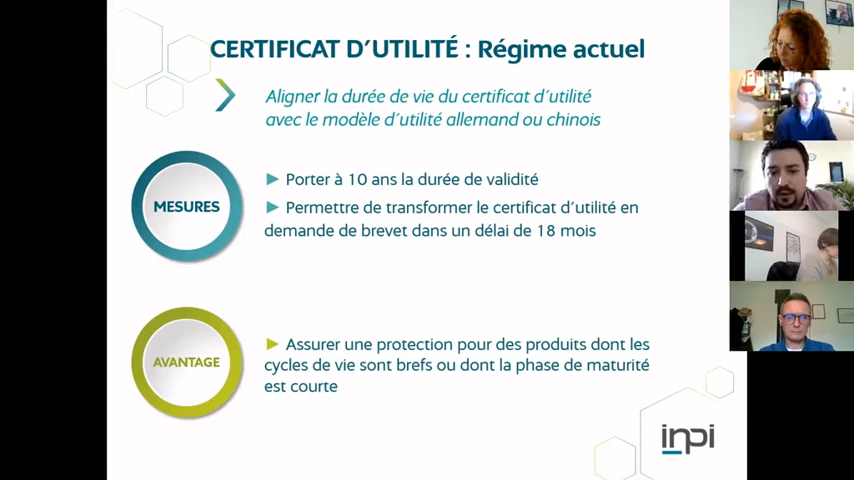 CERTIFICAT D'UTILITÉ : Régime actuel
Aligner la durée de vie du certificat d'utilité
avec le modèle d'utilité allemand ou chinois
MESURES
► Porter à 10 ans la durée de validité
► Permettre de transformer le certificat d'utilité en
demande de brevet dans un délai de 18 mois
AVANTAGE
► Assurer une protection pour des produits dont les
cycles de vie sont brefs ou dont la phase de maturité
est courte
inpi